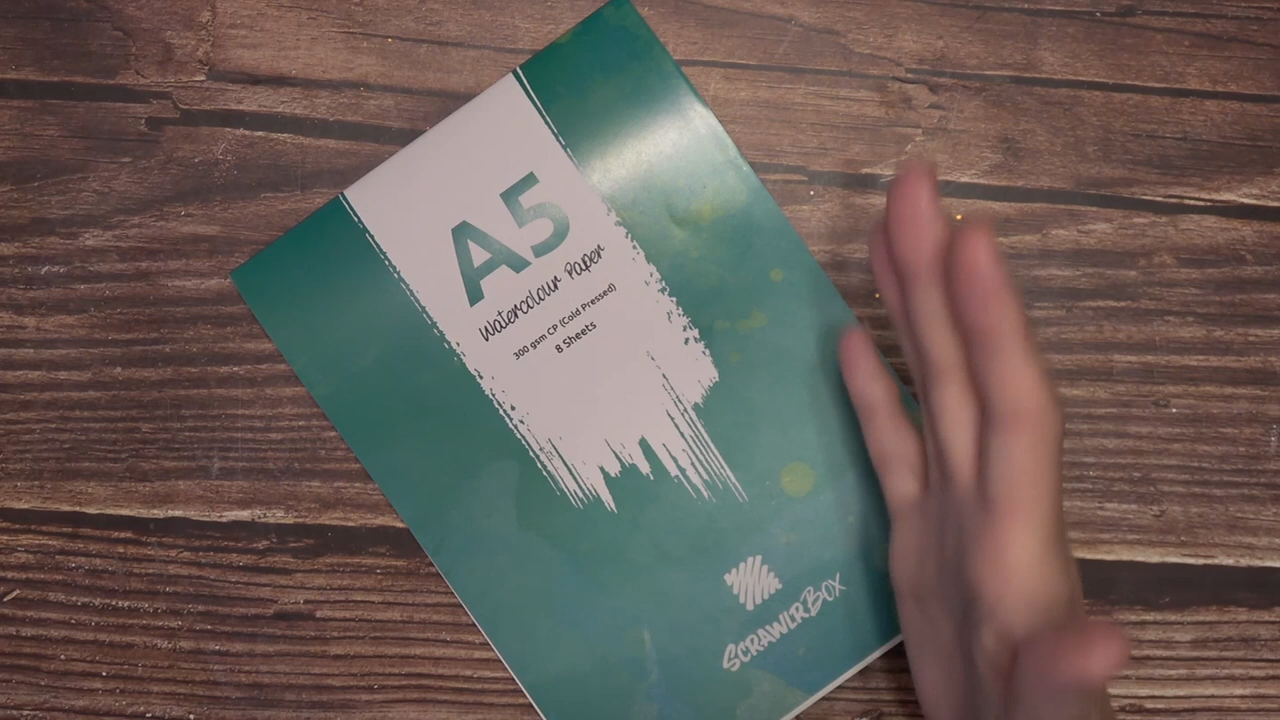 A5
Watercolour Paper
300 gsm CP (Cold Pressed)
8 Sheets
SCRAWLRBOX